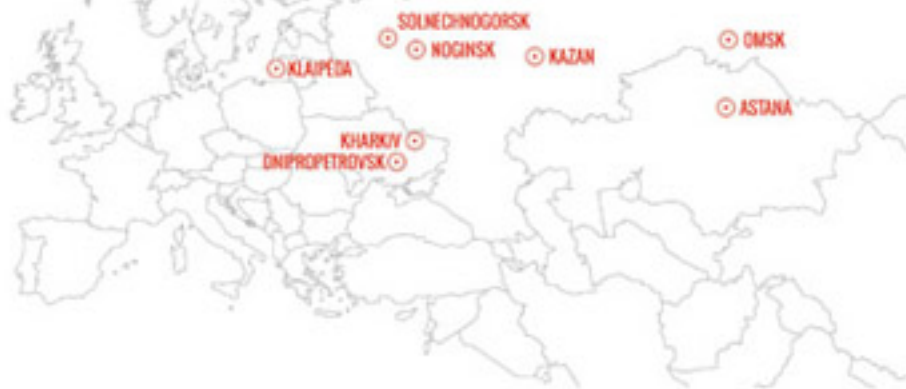 SOLNECHNOGORSK
NOGINSK
KAZAN
OMSK
KLAIPEDA
ASTANA
KHARKIV
DNIPROPETROVSK